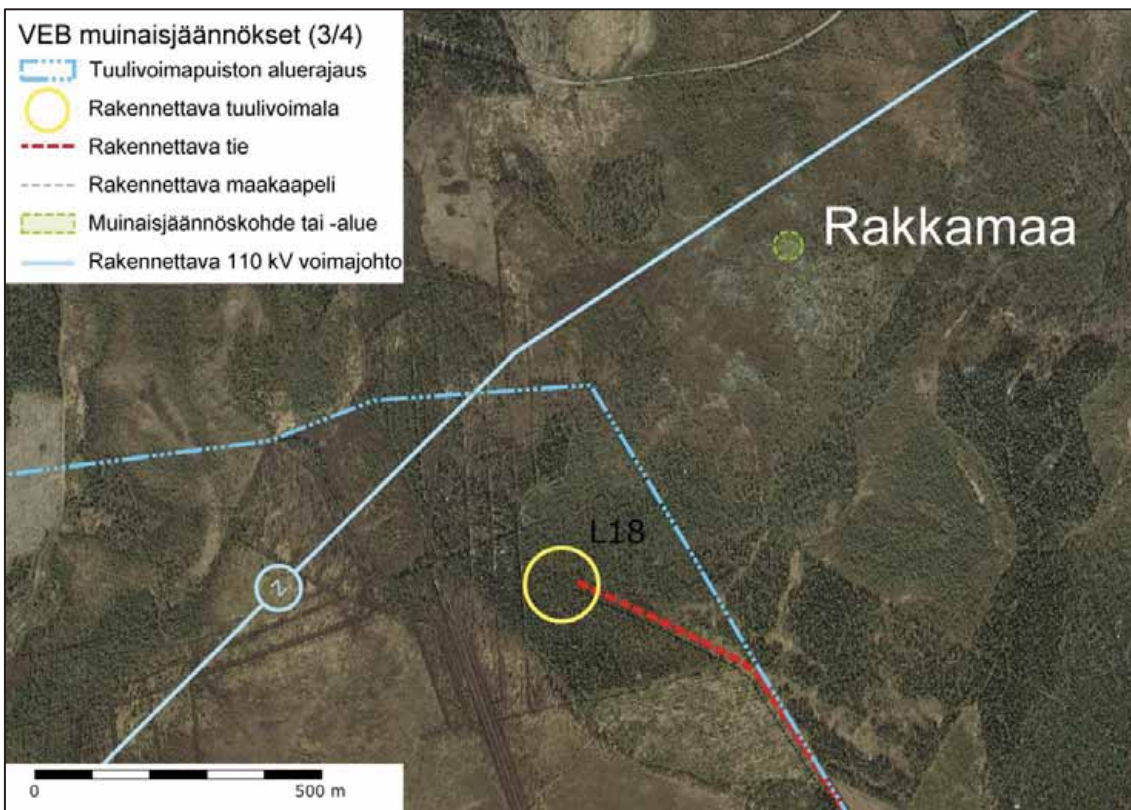 VEB muinaisjäännökset (3/4)
Tuulivoimapuiston aluerajaus
Rakennettava tuulivoimala
Rakennettava tie
Rakennettava maakaapeli
Muinaisjäännöskohde tai -alue
Rakennettava 110 kV voimajohto
Rakkamaa
L18
Z
0 500 m